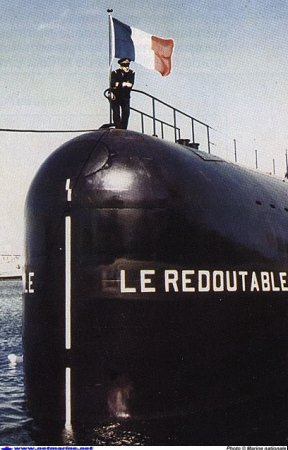 LE REDOUTABLE
LE
www.netmarine.net
Photo © Marine nationale